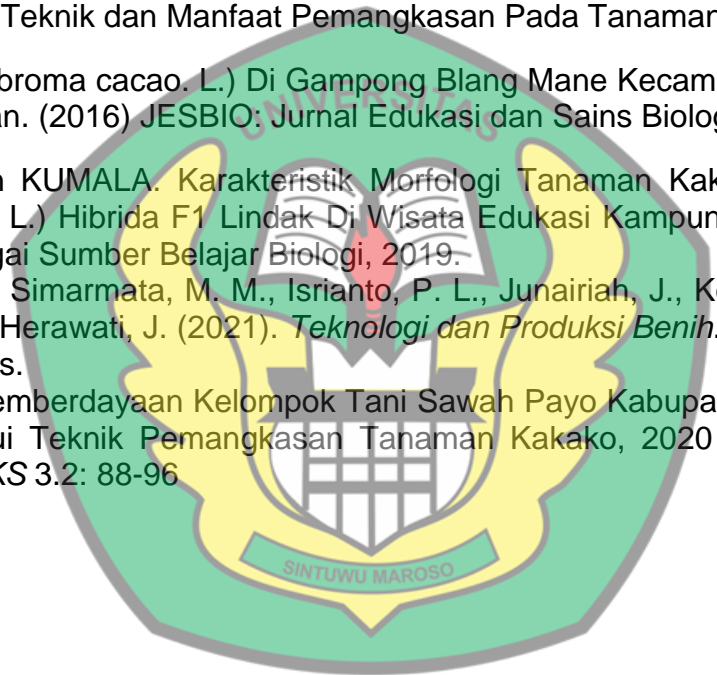 Teknik dan Manfaat Pemangkasan Pada Tanaman
broma cacao. L.) Di Gampong Blang Mane Kecam
an. (2016) JESBIO: Jurnal Edukasi dan Sains Biolog
UNIVERSITAS
n KUMALA. Karakteristik Morfologi Tanaman Kak
L.) Hibrida F1 Lindak Di Wisata Edukasi Kampun
gai Sumber Belajar Biologi, 2019.
Simarmata, M. M., Isrianto, P. L., Junairiah, J., Ko
Herawati, J. (2021). Teknologi dan Produksi Benih.
s.
emberdayaan Kelompok Tani Sawah Payo Kabupa
ui Teknik Pemangkasan Tanaman Kakako, 2020
KS 3.2: 88-96
SINTUWU MAROSO